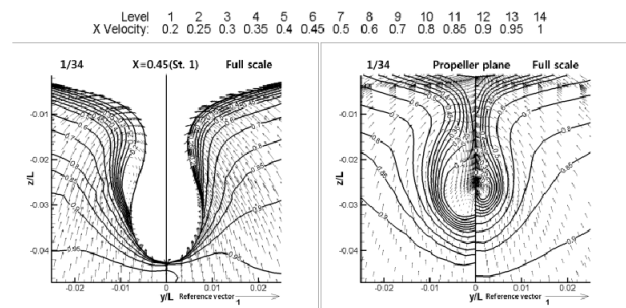 Level 1 2 3 4 5 6 7 8 9 10 11 12 13 14
X Velocity: 0.2 0.25 0.3 0.35 0.4 0.45 0.5 0.6 0.7 0.8 0.85 0.9 0.95 1
1/34 X=0.45(St. 1) Full scale
1/34 Propeller plane Full scale
z/L
-0.01
-0.02
-0.03
-0.04
-0.02 -0.01 0 0.01 0.02
y/L Reference vector 1
z/L
-0.01
-0.02
-0.03
-0.04
-0.02 -0.01 0 0.01 0.02
y/L Reference vector 1